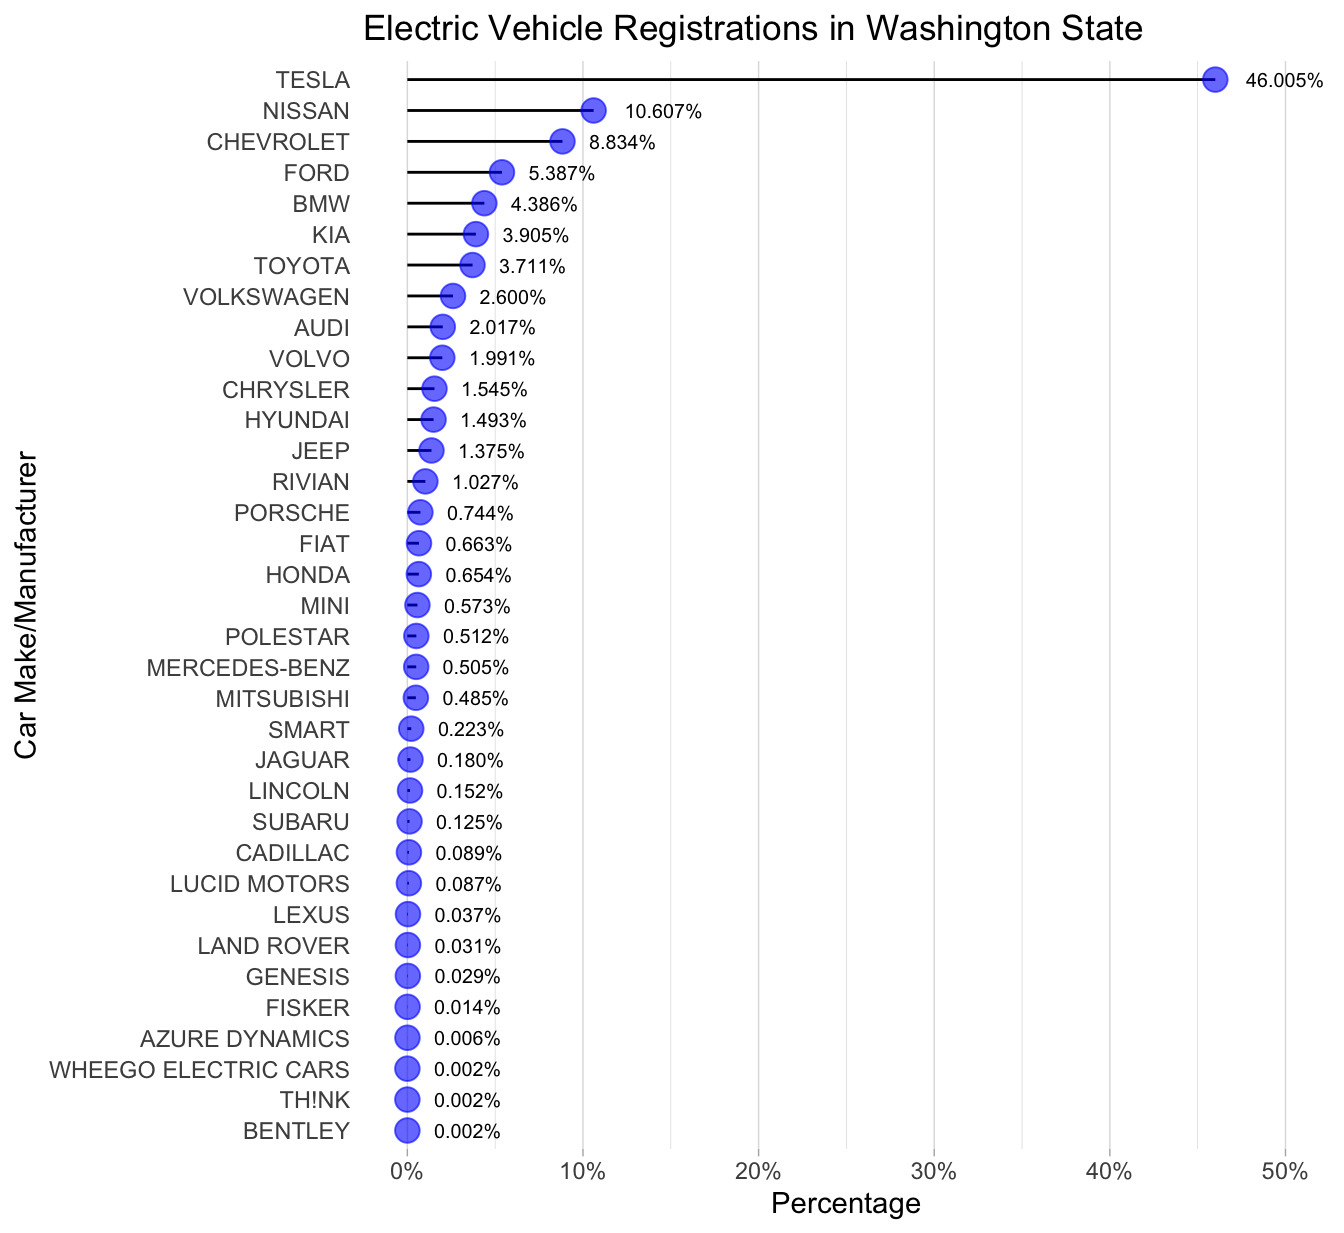 Electric Vehicle Registrations in Washington State
TESLA 46.005%
NISSAN 10.607%
CHEVROLET 8.834%
FORD 5.387%
BMW 4.386%
KIA 3.905%
TOYOTA 3.711%
VOLKSWAGEN 2.600%
AUDI 2.017%
VOLVO 1.991%
CHRYSLER 1.545%
HYUNDAI 1.493%
JEEP 1.375%
RIVIAN 1.027%
PORSCHE 0.744%
FIAT 0.663%
HONDA 0.654%
MINI 0.573%
POLESTAR 0.512%
MERCEDES-BENZ 0.505%
MITSUBISHI 0.485%
SMART 0.223%
JAGUAR 0.180%
LINCOLN 0.152%
SUBARU 0.125%
CADILLAC 0.089%
LUCID MOTORS 0.087%
LEXUS 0.037%
LAND ROVER 0.031%
GENESIS 0.029%
FISKER 0.014%
AZURE DYNAMICS 0.006%
WHEEGO ELECTRIC CARS 0.002%
TH!NK 0.002%
BENTLEY 0.002%
0% 10% 20% 30% 40% 50%
Percentage
Car Make/Manufacturer